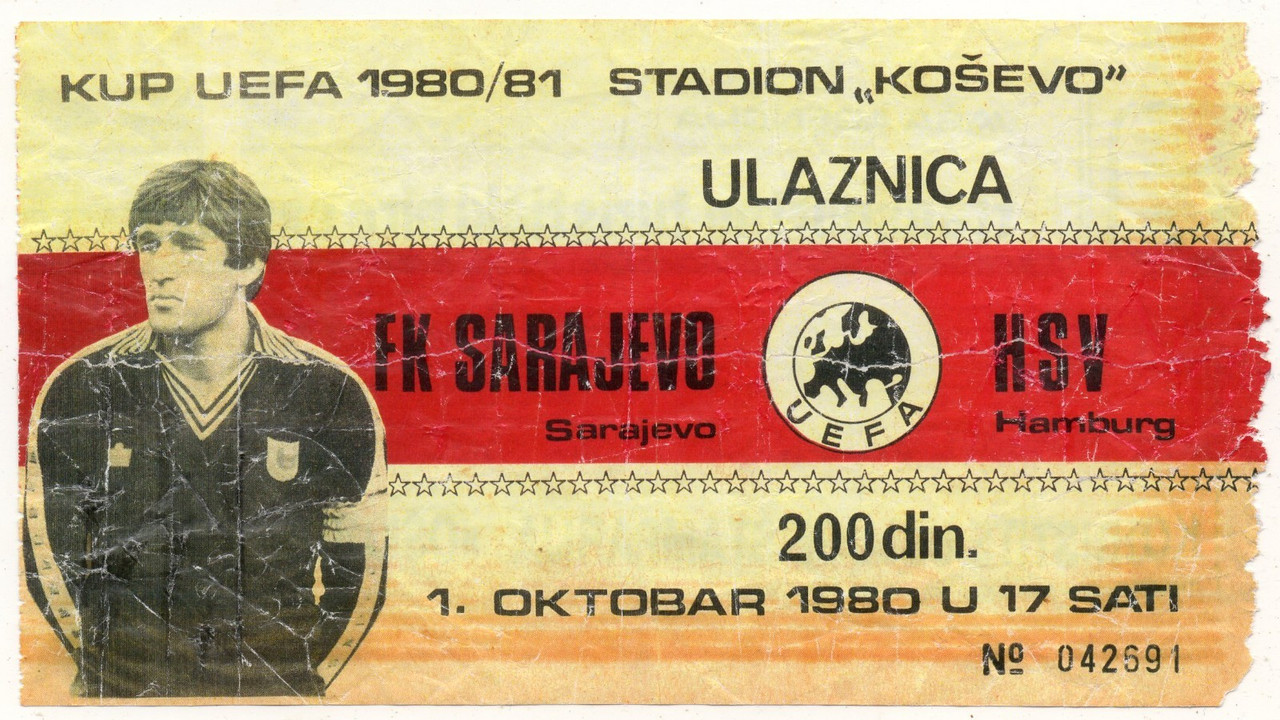 KUP UEFA 1980/81 STADION „KOŠEVO”
ULAZNICA
FK SARAJEVO
Sarajevo
UEFA
HSV
Hamburg
200 din.
1. OKTOBAR 1980 U 17 SATI
Nº 042691